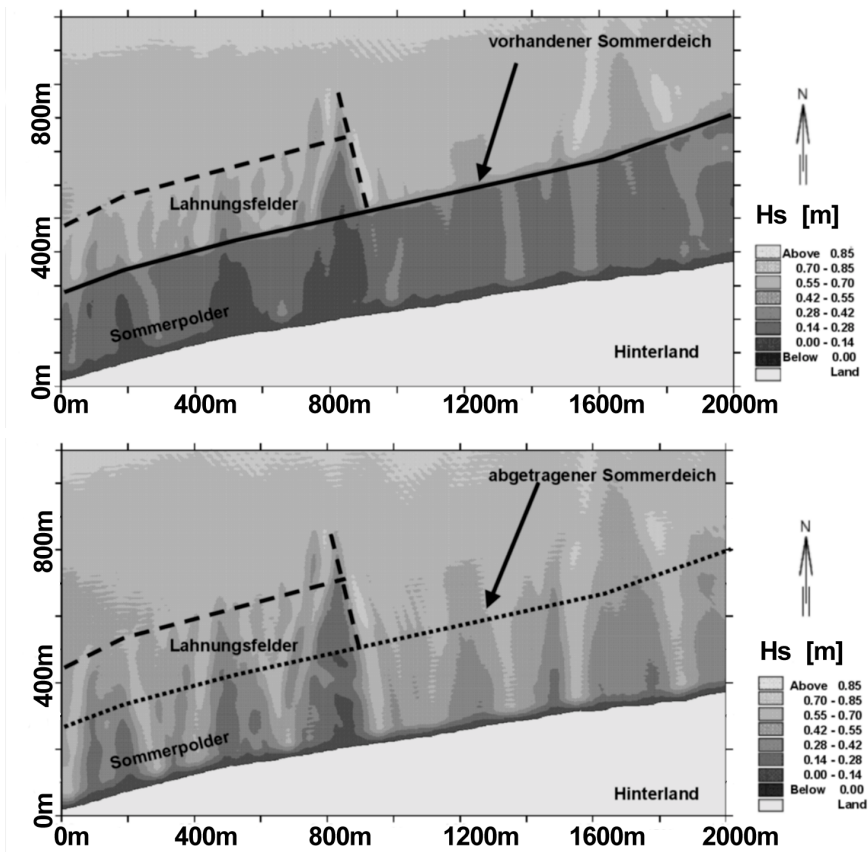 vorhandener Sommerdeich
N
800m
400m
0m
Lahnungsfelder
Sommerpolder
Hinterland
Hs [m]
Above 0.85
0.70 - 0.85
0.55 - 0.70
0.42 - 0.55
0.28 - 0.42
0.14 - 0.28
0.00 - 0.14
Below 0.00
Land
0m 400m 800m 1200m 1600m 2000m
abgetragener Sommerdeich
N
800m
400m
0m
Lahnungsfelder
Sommerpolder
Hinterland
Hs [m]
Above 0.85
0.70 - 0.85
0.55 - 0.70
0.42 - 0.55
0.28 - 0.42
0.14 - 0.28
0.00 - 0.14
Below 0.00
Land
0m 400m 800m 1200m 1600m 2000m